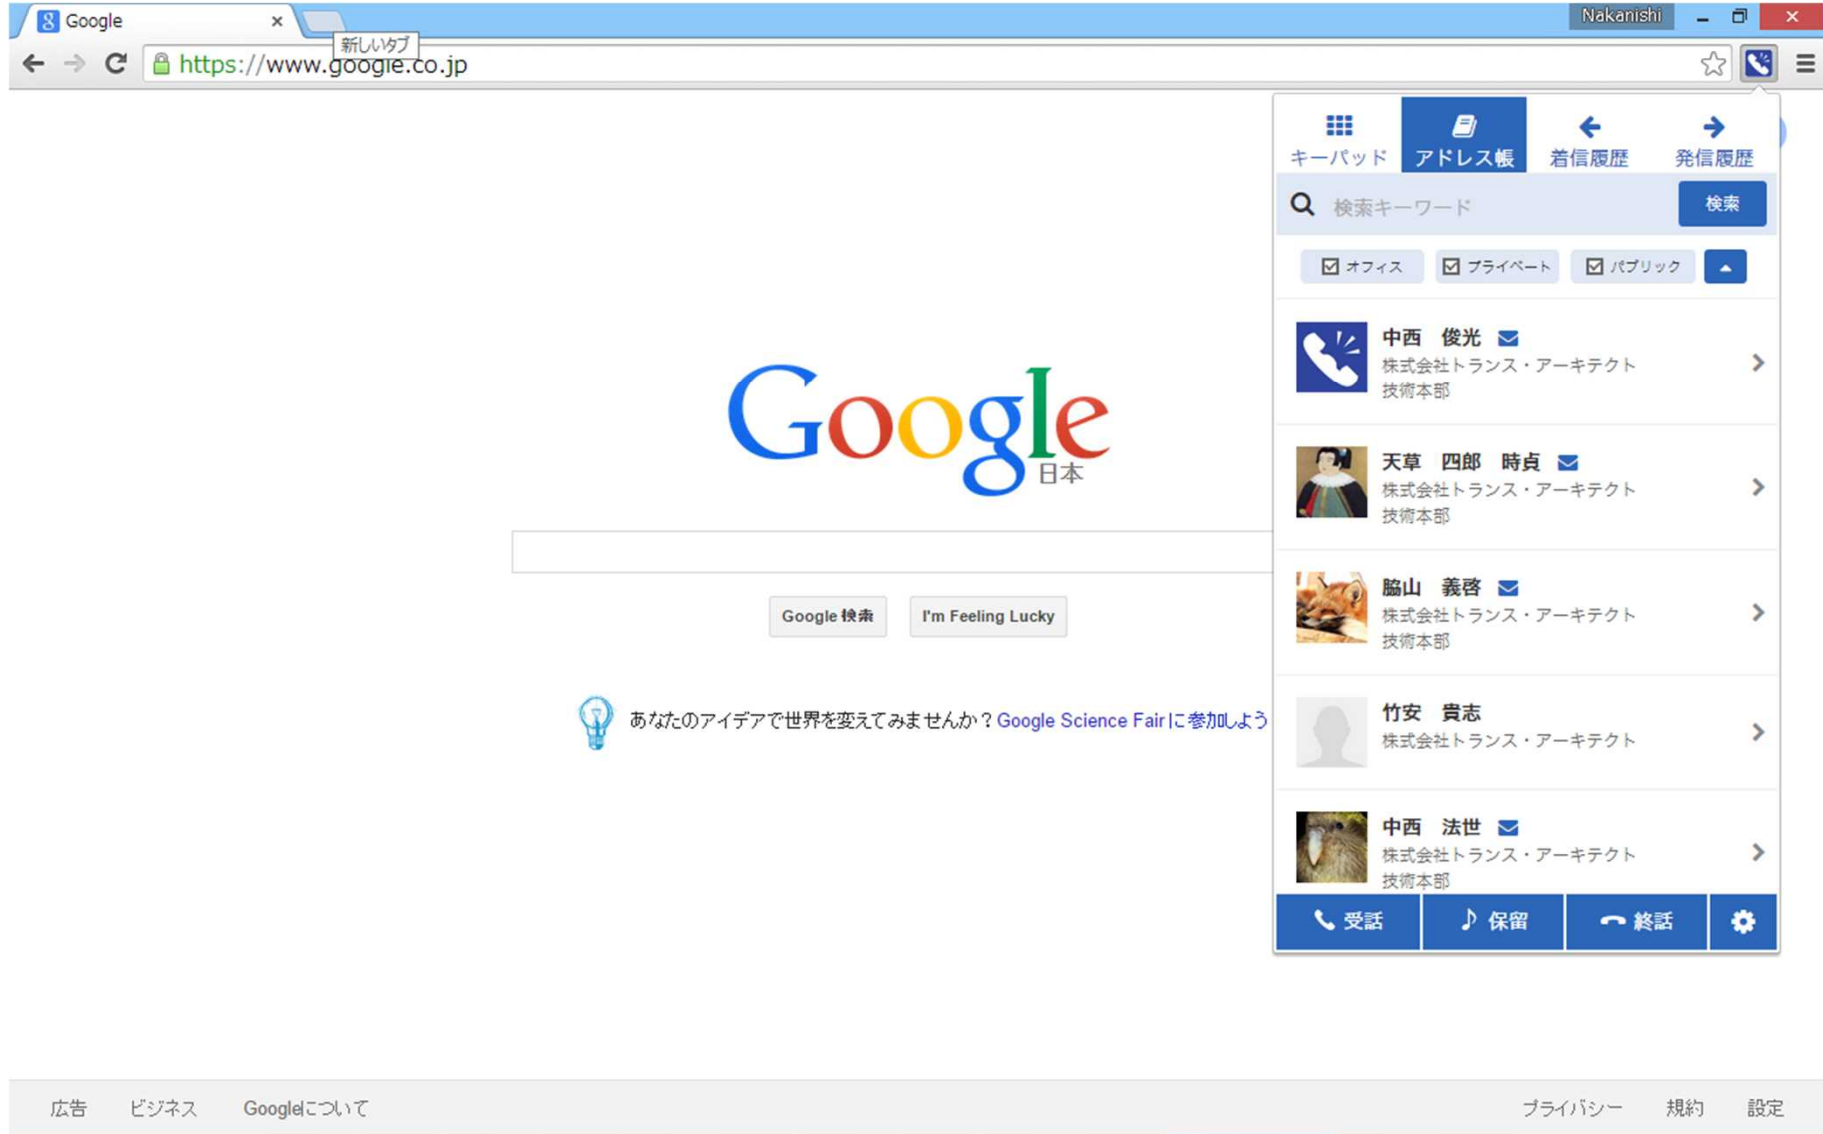 Google
Nakanishi
新しいタブ
https://www.google.co.jp
キーパッド
アドレス帳
着信履歴
発信履歴
検索キーワード
検索
オフィス
プライベート
パブリック
中西　俊光
株式会社トランス・アーキテクト
技術本部
天草　四郎　時貞
株式会社トランス・アーキテクト
技術本部
脇山　義啓
株式会社トランス・アーキテクト
技術本部
竹安　貴志
株式会社トランス・アーキテクト
中西　法世
株式会社トランス・アーキテクト
技術本部
受話
保留
終話
Google
日本
Google 検索
I'm Feeling Lucky
あなたのアイデアで世界を変えてみませんか？Google Science Fairに参加しよう
広告
ビジネス
Googleについて
プライバシー
規約
設定